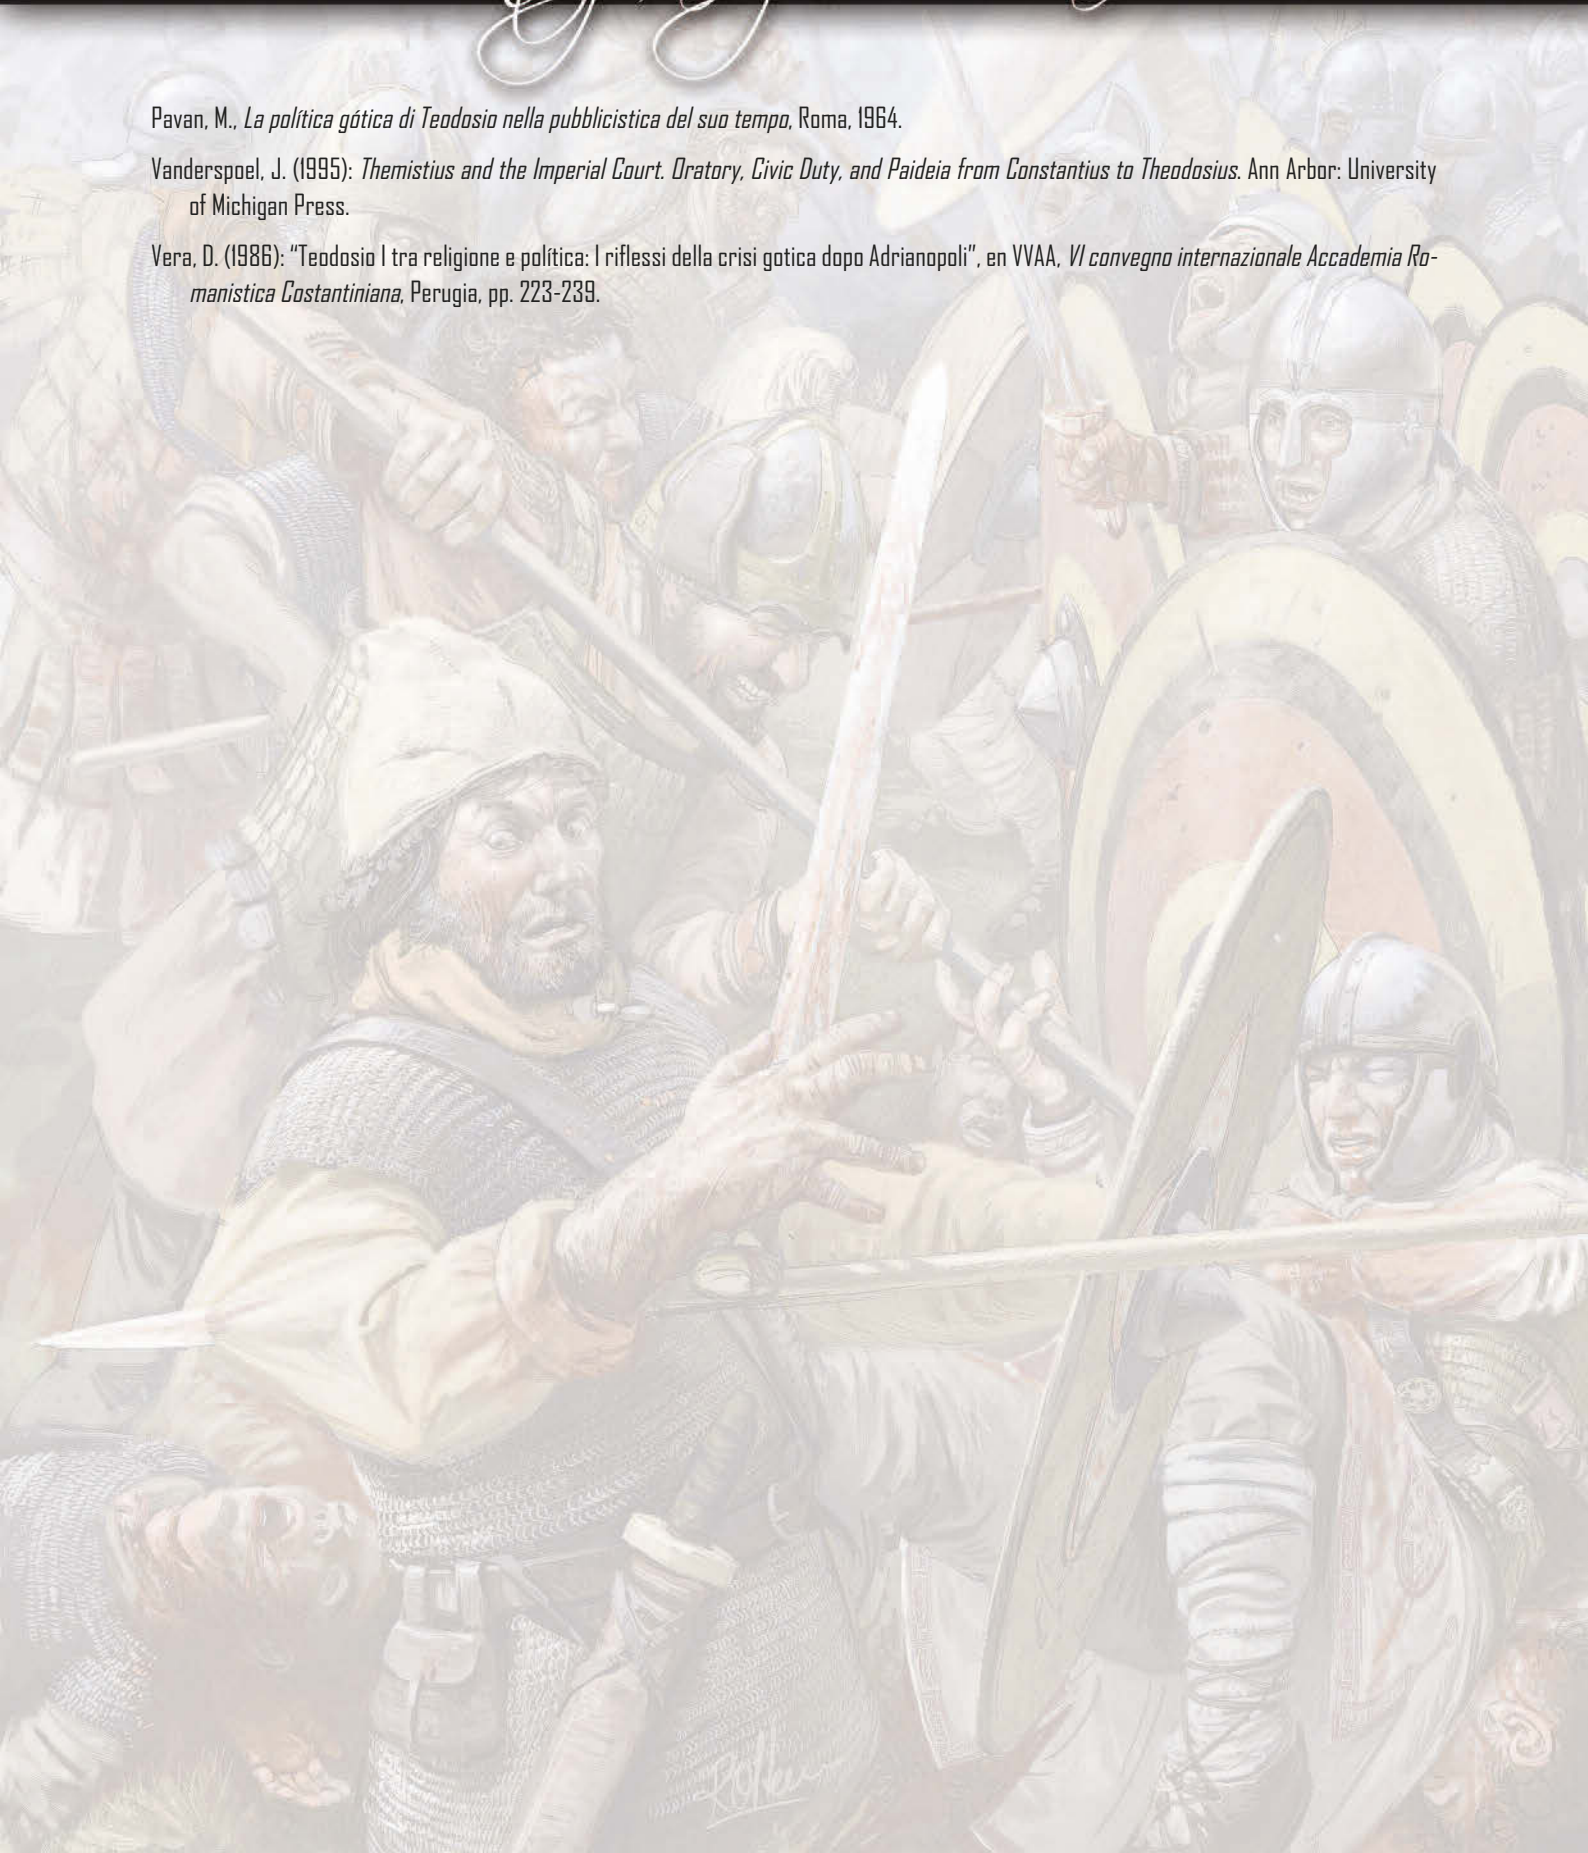 Pavan, M., La política gótica di Teodosio nella pubblicistica del suo tempo, Roma, 1964.
Vanderspoel, J. (1995): Themistius and the Imperial Court. Oratory, Civic Duty, and Paideia from Constantius to Theodosius. Ann Arbor: University
of Michigan Press.
Vera, D. (1986): “Teodosio I tra religione e política: I riflessi della crisi gotica dopo Adrianopoli”, en VVAA, VI convegno internazionale Accademia Ro-
manistica Costantiniana, Perugia, pp. 223-239.